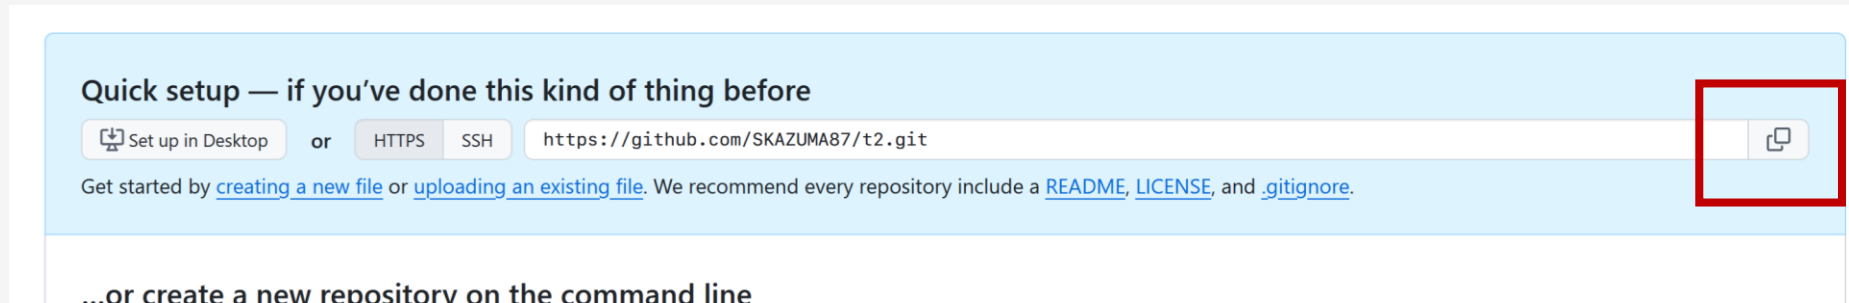 Quick setup — if you’ve done this kind of thing before
Set up in Desktop or HTTPS SSH https://github.com/SKAZUMA87/t2.git
Get started by creating a new file or uploading an existing file. We recommend every repository include a README, LICENSE, and .gitignore.
...or create a new repository on the command line